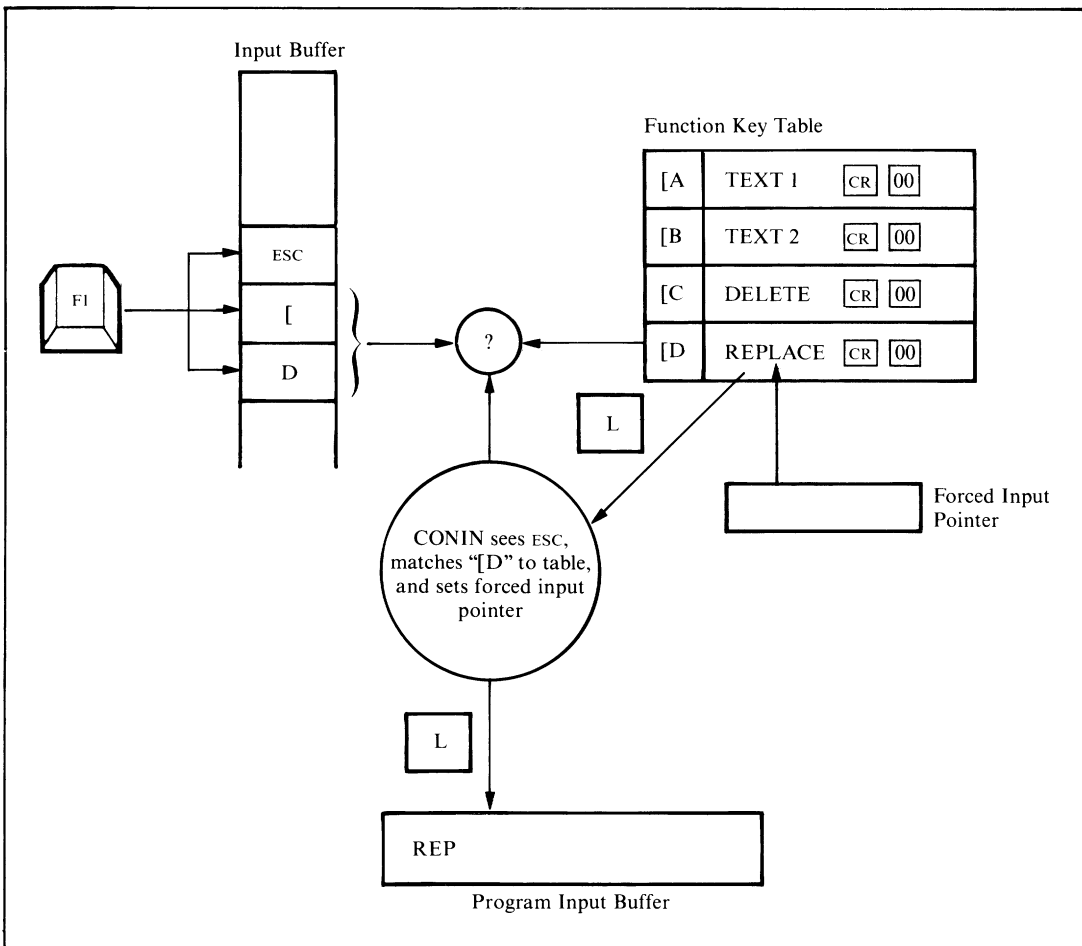 Input Buffer
Function Key Table
[A TEXT 1 CR 00
[B TEXT 2 CR 00
[C DELETE CR 00
[D REPLACE CR 00
ESC
[
D
F1
?
L
Forced Input
Pointer
CONIN sees ESC,
matches “[D” to table,
and sets forced input
pointer
L
REP
Program Input Buffer